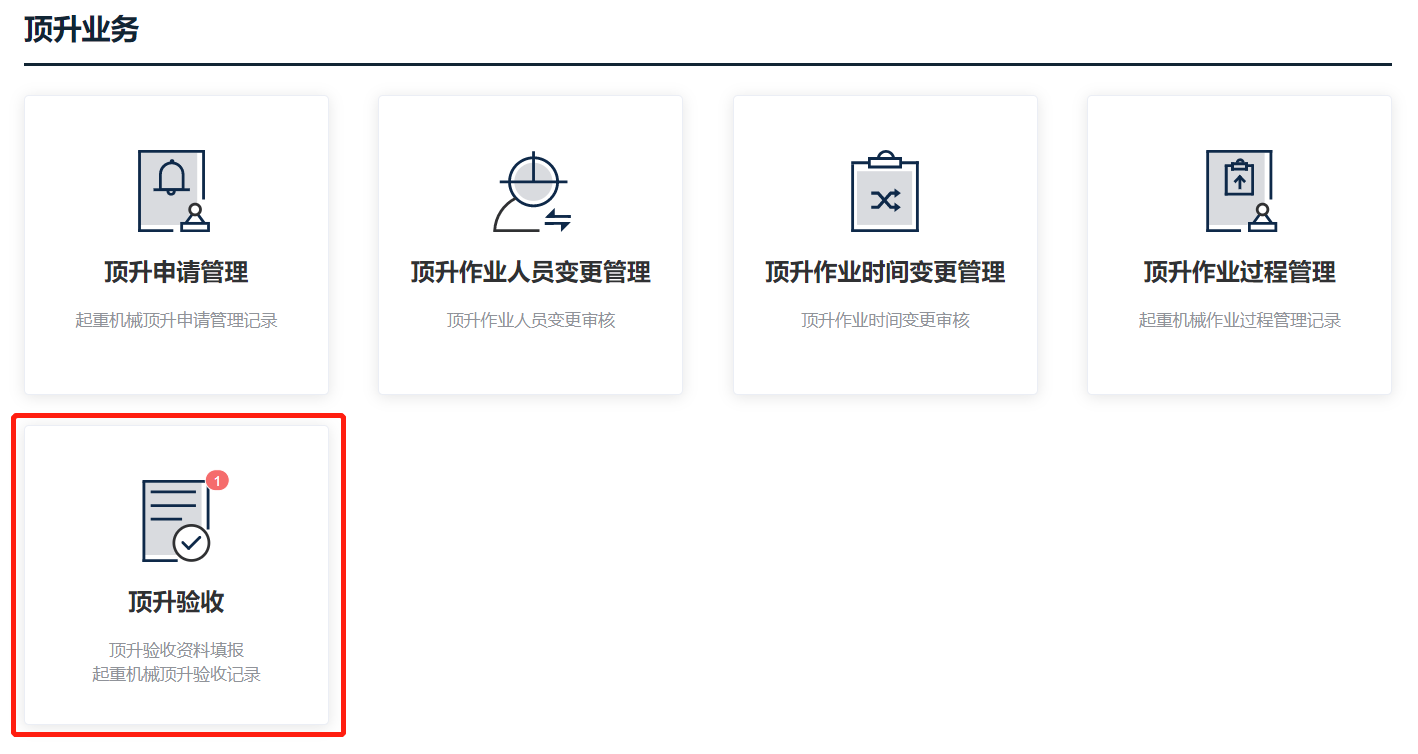 顶升业务
顶升申请管理
起重机械顶升申请管理记录
顶升作业人员变更管理
顶升作业人员变更审核
顶升作业时间变更管理
顶升作业时间变更审核
顶升作业过程管理
起重机械作业过程管理记录
1
顶升验收
顶升验收资料填报
起重机械顶升验收记录